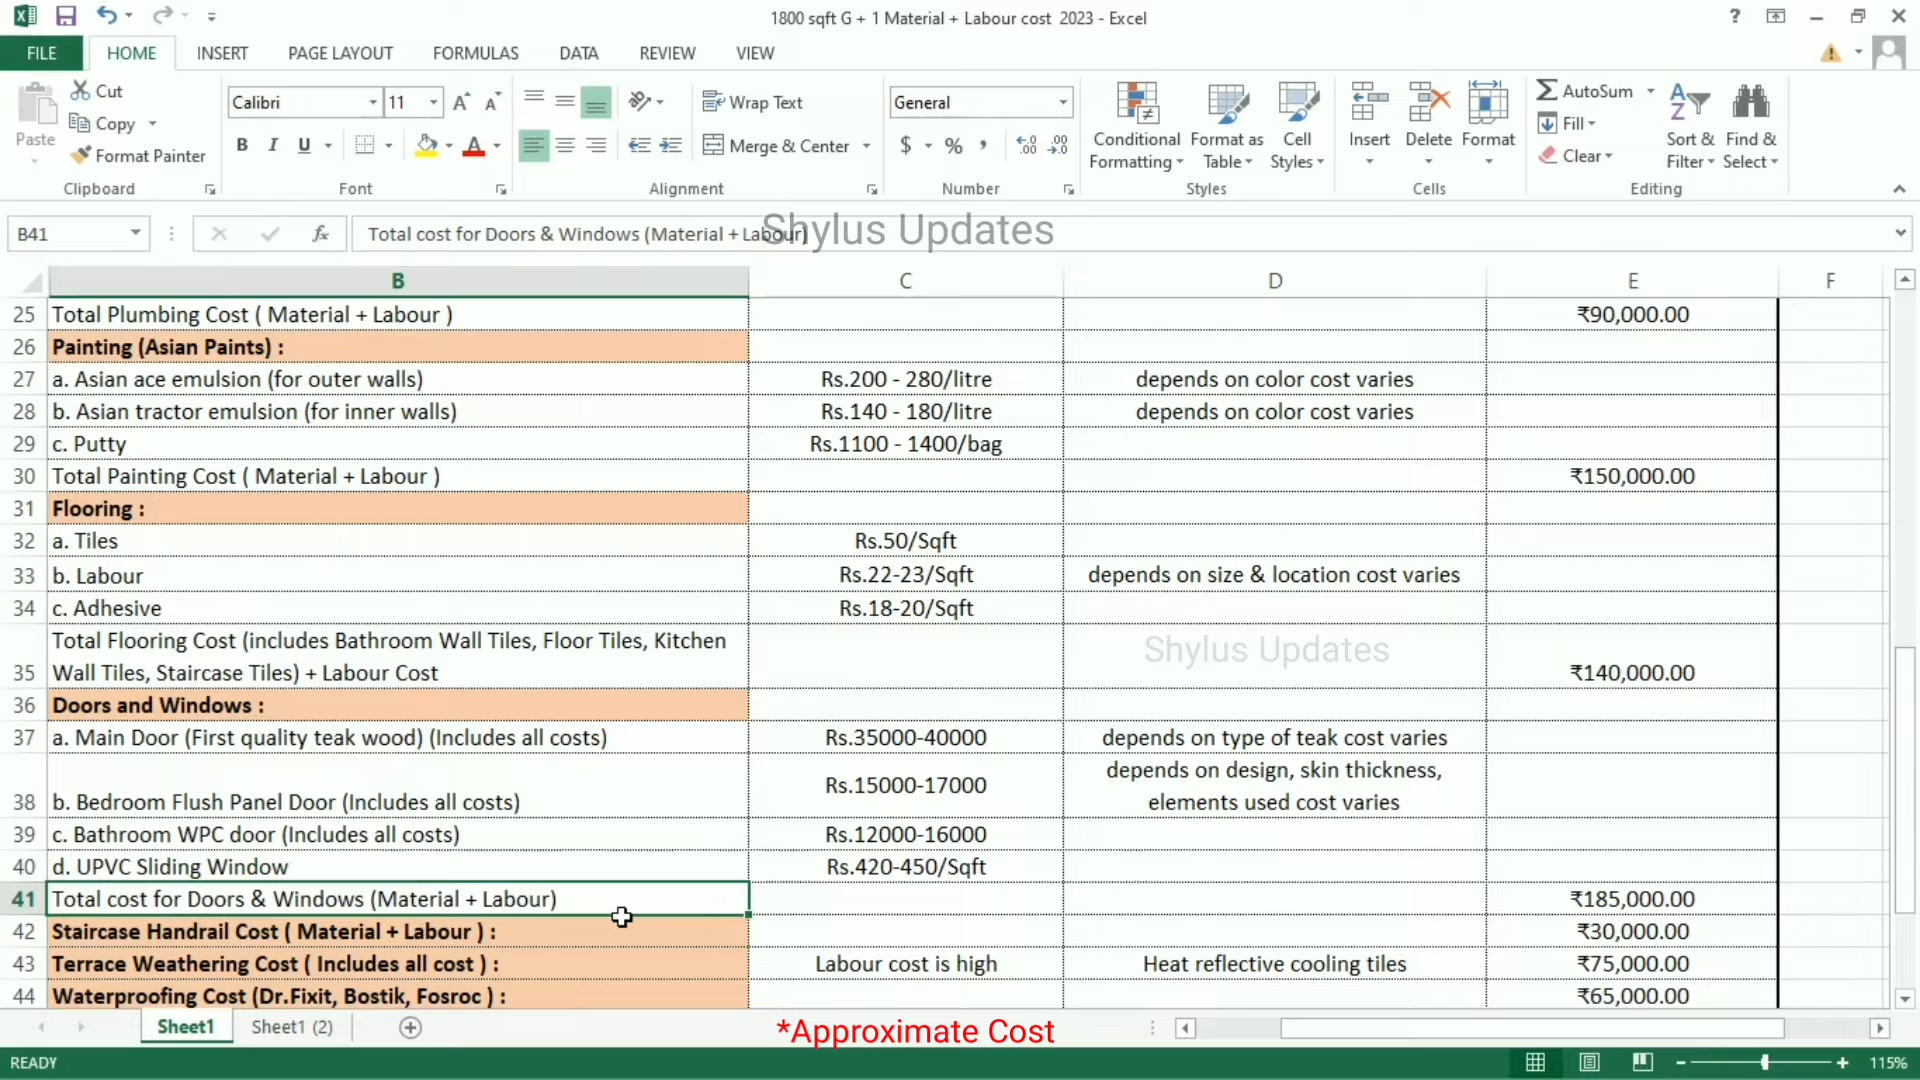 1800 sqft G + 1 Material + Labour cost 2023 - Excel
?
FILE HOME INSERT PAGE LAYOUT FORMULAS DATA REVIEW VIEW
Cut
Copy
Format Painter
Paste
Clipboard
Calibri 11
B I U
Font
Wrap Text
Merge & Center
Alignment
General
$ % ,
Number
Conditional Formatting
Format as Table
Cell Styles
Styles
Insert Delete Format
Cells
AutoSum
Fill
Clear
Sort & Filter
Find & Select
Editing
B41 fx Total cost for Doors & Windows (Material + Labour)
Shylus Updates
B C D E F
25 Total Plumbing Cost ( Material + Labour ) ₹90,000.00
26 Painting (Asian Paints) :
27 a. Asian ace emulsion (for outer walls) Rs.200 - 280/litre depends on color cost varies
28 b. Asian tractor emulsion (for inner walls) Rs.140 - 180/litre depends on color cost varies
29 c. Putty Rs.1100 - 1400/bag
30 Total Painting Cost ( Material + Labour ) ₹150,000.00
31 Flooring :
32 a. Tiles Rs.50/Sqft
33 b. Labour Rs.22-23/Sqft depends on size & location cost varies
34 c. Adhesive Rs.18-20/Sqft
Total Flooring Cost (includes Bathroom Wall Tiles, Floor Tiles, Kitchen
35 Wall Tiles, Staircase Tiles) + Labour Cost ₹140,000.00
Shylus Updates
36 Doors and Windows :
37 a. Main Door (First quality teak wood) (Includes all costs) Rs.35000-40000 depends on type of teak cost varies
depends on design, skin thickness,
38 b. Bedroom Flush Panel Door (Includes all costs) Rs.15000-17000 elements used cost varies
39 c. Bathroom WPC door (Includes all costs) Rs.12000-16000
40 d. UPVC Sliding Window Rs.420-450/Sqft
41 Total cost for Doors & Windows (Material + Labour) ₹185,000.00
42 Staircase Handrail Cost ( Material + Labour ) : ₹30,000.00
43 Terrace Weathering Cost ( Includes all cost ) : Labour cost is high Heat reflective cooling tiles ₹75,000.00
44 Waterproofing Cost (Dr.Fixit, Bostik, Fosroc ) : ₹65,000.00
Sheet1 Sheet1 (2)
*Approximate Cost
READY 115%